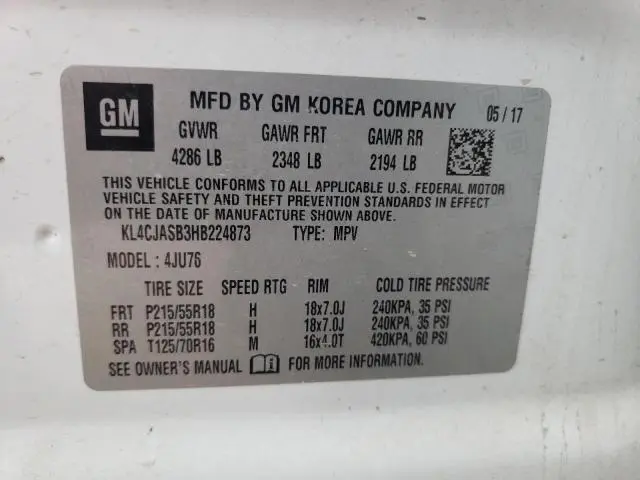 GM MFD BY GM KOREA COMPANY 05 / 17
GVWR GAWR FRT GAWR RR
4286 LB 2348 LB 2194 LB
THIS VEHICLE CONFORMS TO ALL APPLICABLE U.S. FEDERAL MOTOR
VEHICLE SAFETY AND THEFT PREVENTION STANDARDS IN EFFECT
ON THE DATE OF MANUFACTURE SHOWN ABOVE.
KL4CJASB3HB224873 TYPE: MPV
MODEL : 4JU76
TIRE SIZE SPEED RTG RIM COLD TIRE PRESSURE
FRT P215/55R18 H 18x7.0J 240KPA, 35 PSI
RR P215/55R18 H 18x7.0J 240KPA, 35 PSI
SPA T125/70R16 M 16x4.0T 420KPA, 60 PSI
SEE OWNER'S MANUAL FOR MORE INFORMATION.